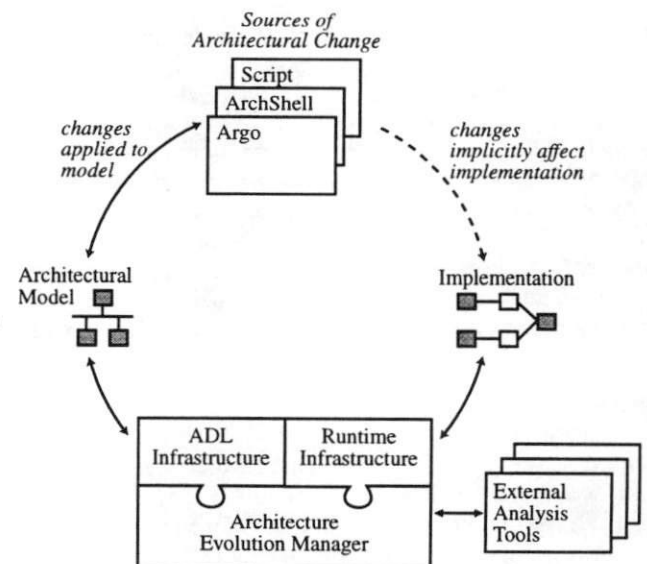 Sources of
Architectural Change
Script
ArchShell
Argo
changes
applied to
model
changes
implicitly affect
implementation
Architectural
Model
Implementation
ADL
Infrastructure
Runtime
Infrastructure
Architecture
Evolution Manager
External
Analysis
Tools